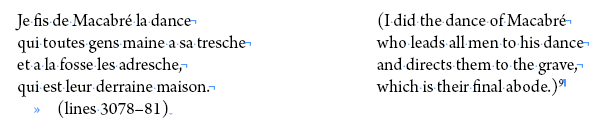 Je fis de Macabré la dance
qui toutes gens maine a sa tresche
et a la fosse les adresche,
qui est leur derraine maison.
(lines 3078–81).
(I did the dance of Macabré
who leads all men to his dance
and directs them to the grave,
which is their final abode.)⁹